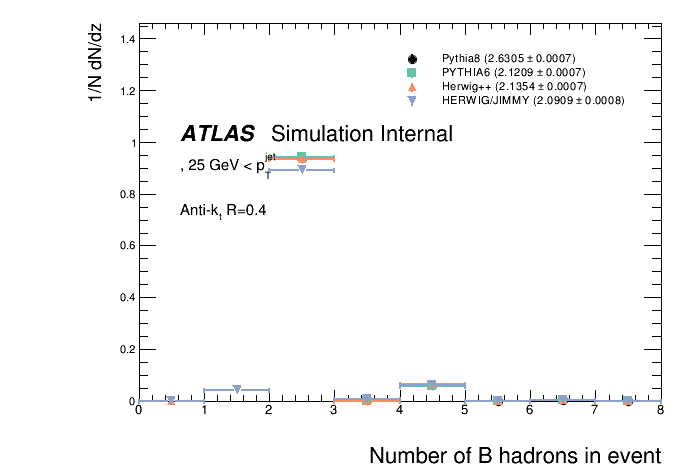 1/N dN/dz
1.4
1.2
1
0.8
0.6
0.4
0.2
0
Pythia8 (2.6305 ± 0.0007)
PYTHIA6 (2.1209 ± 0.0007)
Herwig++ (2.1354 ± 0.0007)
HERWIG/JIMMY (2.0909 ± 0.0008)
ATLAS Simulation Internal
, 25 GeV < p_T^jet
Anti-k_t R=0.4
0 1 2 3 4 5 6 7 8
Number of B hadrons in event